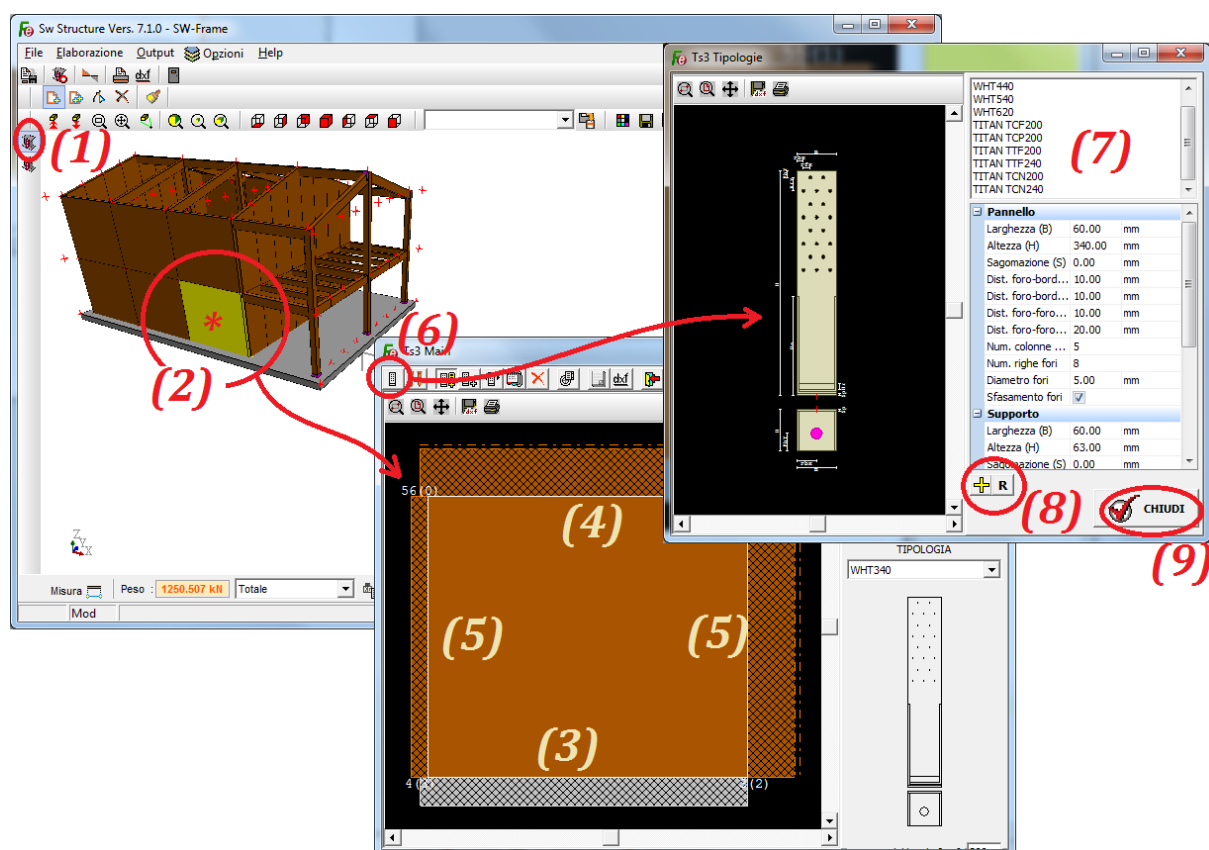 Sw Structure Vers. 7.1.0 - SW-Frame
File Elaborazione Output Opzioni Help
dxf
(1)
(2)
*
Z
Y
X
Misura Peso : 1250.507 kN Totale
Mod
(6)
Ts3 Main
dxf
dxf
56(0)
(4)
(5)
(5)
(3)
(2)
TIPOLOGIA
WHT340
Ts3 Tipologie
dxf
WHT440
WHT540
WHT620
TITAN TCF200
TITAN TCP200
TITAN TTF200
TITAN TTF240
TITAN TCN200
TITAN TCN240
(7)
Pannello
Larghezza (B) 60.00 mm
Altezza (H) 340.00 mm
Sagomazione (S) 0.00 mm
Dist. foro-bord... 10.00 mm
Dist. foro-bord... 10.00 mm
Dist. foro-foro... 10.00 mm
Dist. foro-foro... 20.00 mm
Num. colonne ... 5
Num. righe fori 8
Diametro fori 5.00 mm
Sfasamento fori
Supporto
Larghezza (B) 60.00 mm
Altezza (H) 63.00 mm
Sagomazione (S) 0.00 mm
R
(8)
CHIUDI
(9)